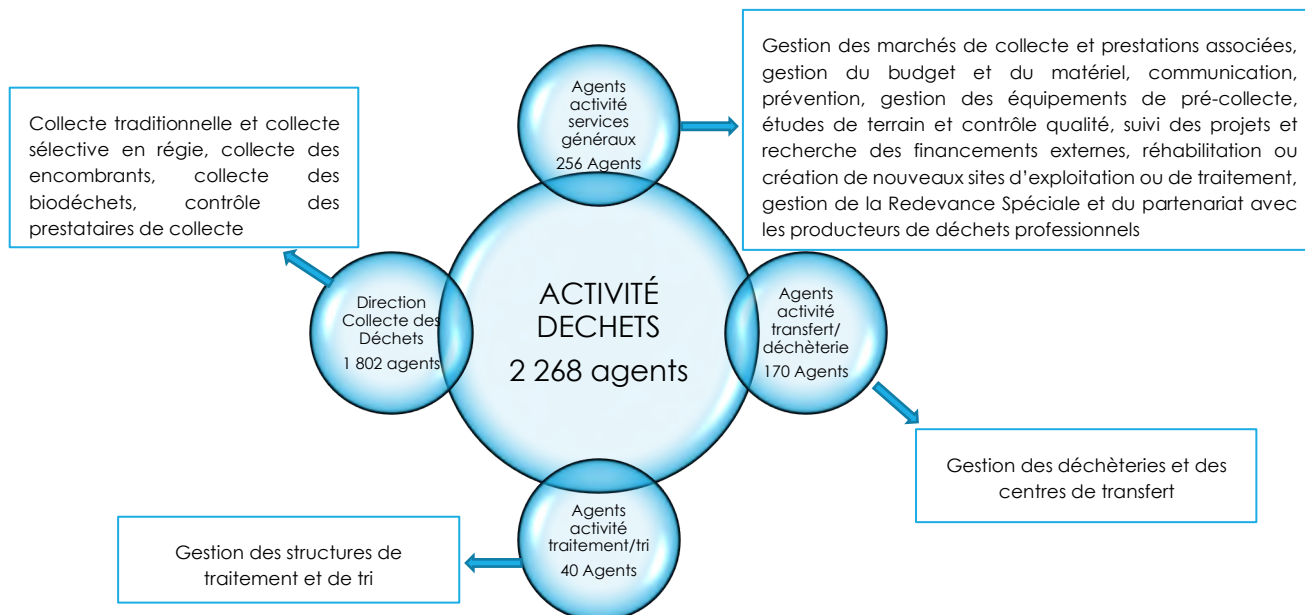 Gestion des marchés de collecte et prestations associées,
gestion du budget et du matériel, communication,
prévention, gestion des équipements de pré-collecte,
études de terrain et contrôle qualité, suivi des projets et
recherche des financements externes, réhabilitation ou
création de nouveaux sites d'exploitation ou de traitement,
gestion de la Redevance Spéciale et du partenariat avec
les producteurs de déchets professionnels
Agents
activité
services
généraux
256 Agents
Collecte traditionnelle et collecte
sélective en régie, collecte des
encombrants, collecte des
biodéchets, contrôle des
prestataires de collecte
Direction
Collecte des
Déchets
1 802 agents
ACTIVITÉ
DECHETS
2 268 agents
Agents
activité
transfert/
déchèterie
170 Agents
Gestion des déchèteries et des
centres de transfert
Agents
activité
traitement/tri
40 Agents
Gestion des structures de
traitement et de tri